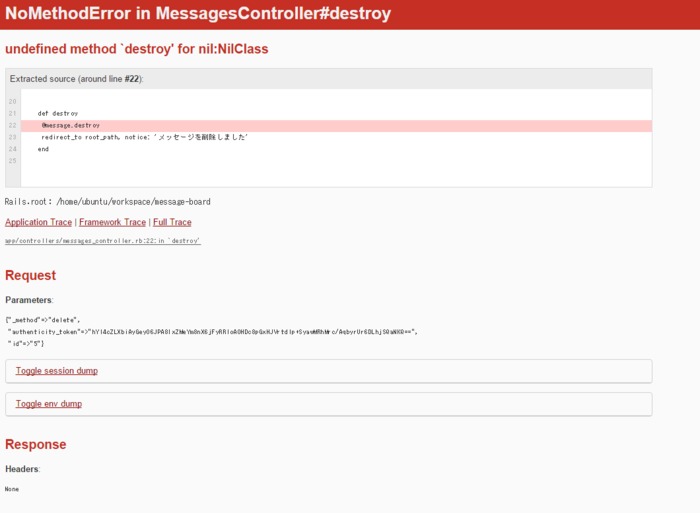 NoMethodError in MessagesController#destroy
undefined method `destroy' for nil:NilClass
Extracted source (around line #22):
20
21 def destroy
22 @message.destroy
23 redirect_to root_path, notice: 'メッセージを削除しました'
24 end
25
Rails.root: /home/ubuntu/workspace/message-board
Application Trace | Framework Trace | Full Trace
app/controllers/messages_controller.rb:22:in `destroy'
Request
Parameters:
{"_method"=>"delete",
"authenticity_token"=>
"id"=>"5"}
Toggle session dump
Toggle env dump
Response
Headers:
None